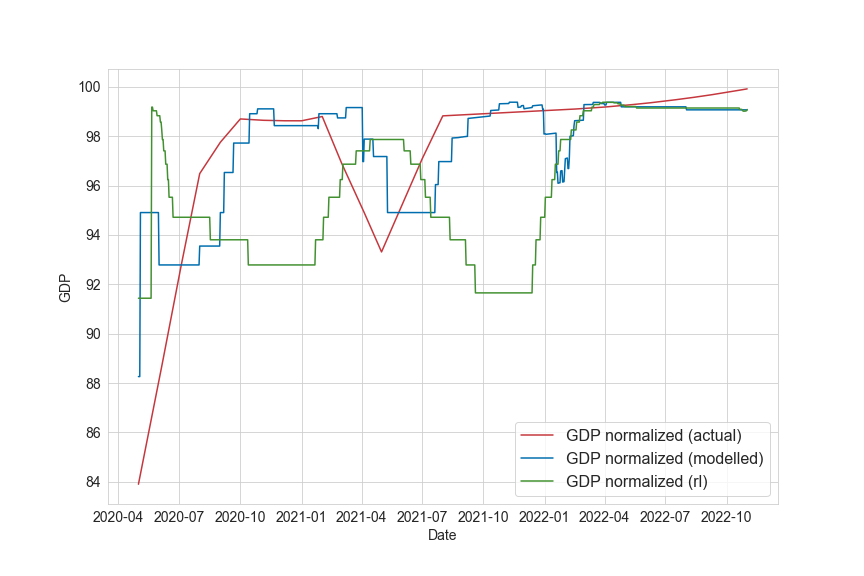 GDP
100
98
96
94
92
90
88
86
84
GDP normalized (actual)
GDP normalized (modelled)
GDP normalized (rl)
2020-04 2020-07 2020-10 2021-01 2021-04 2021-07 2021-10 2022-01 2022-04 2022-07 2022-10
Date